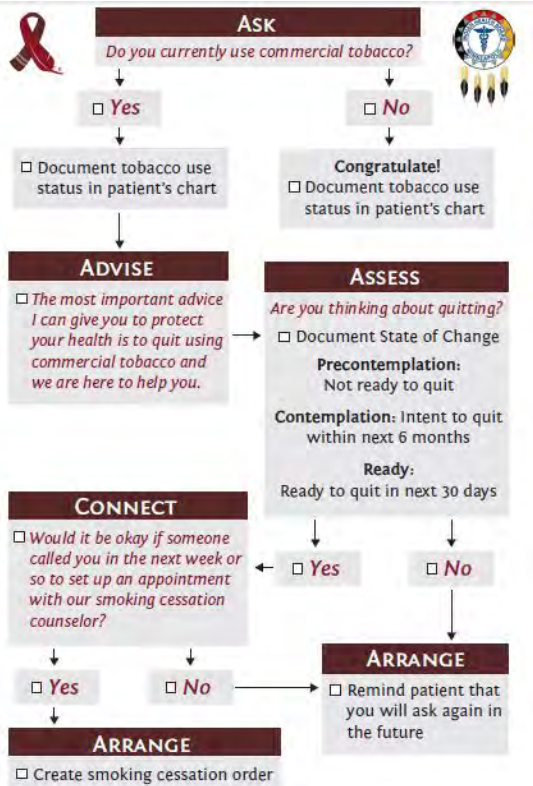 ASK
Do you currently use commercial tobacco?
Yes
No
Document tobacco use
status in patient's chart
Congratulate!
Document tobacco use
status in patient's chart
ADVISE
The most important advice
I can give you to protect
your health is to quit using
commercial tobacco and
we are here to help you.
ASSESS
Are you thinking about quitting?
Document State of Change
Precontemplation:
Not ready to quit
Contemplation: Intent to quit
within next 6 months
Ready:
Ready to quit in next 30 days
Yes
No
CONNECT
Would it be okay if someone
called you in the next week or
so to set up an appointment
with our smoking cessation
counselor?
Yes
No
ARRANGE
Remind patient that
you will ask again in
the future
ARRANGE
Create smoking cessation order